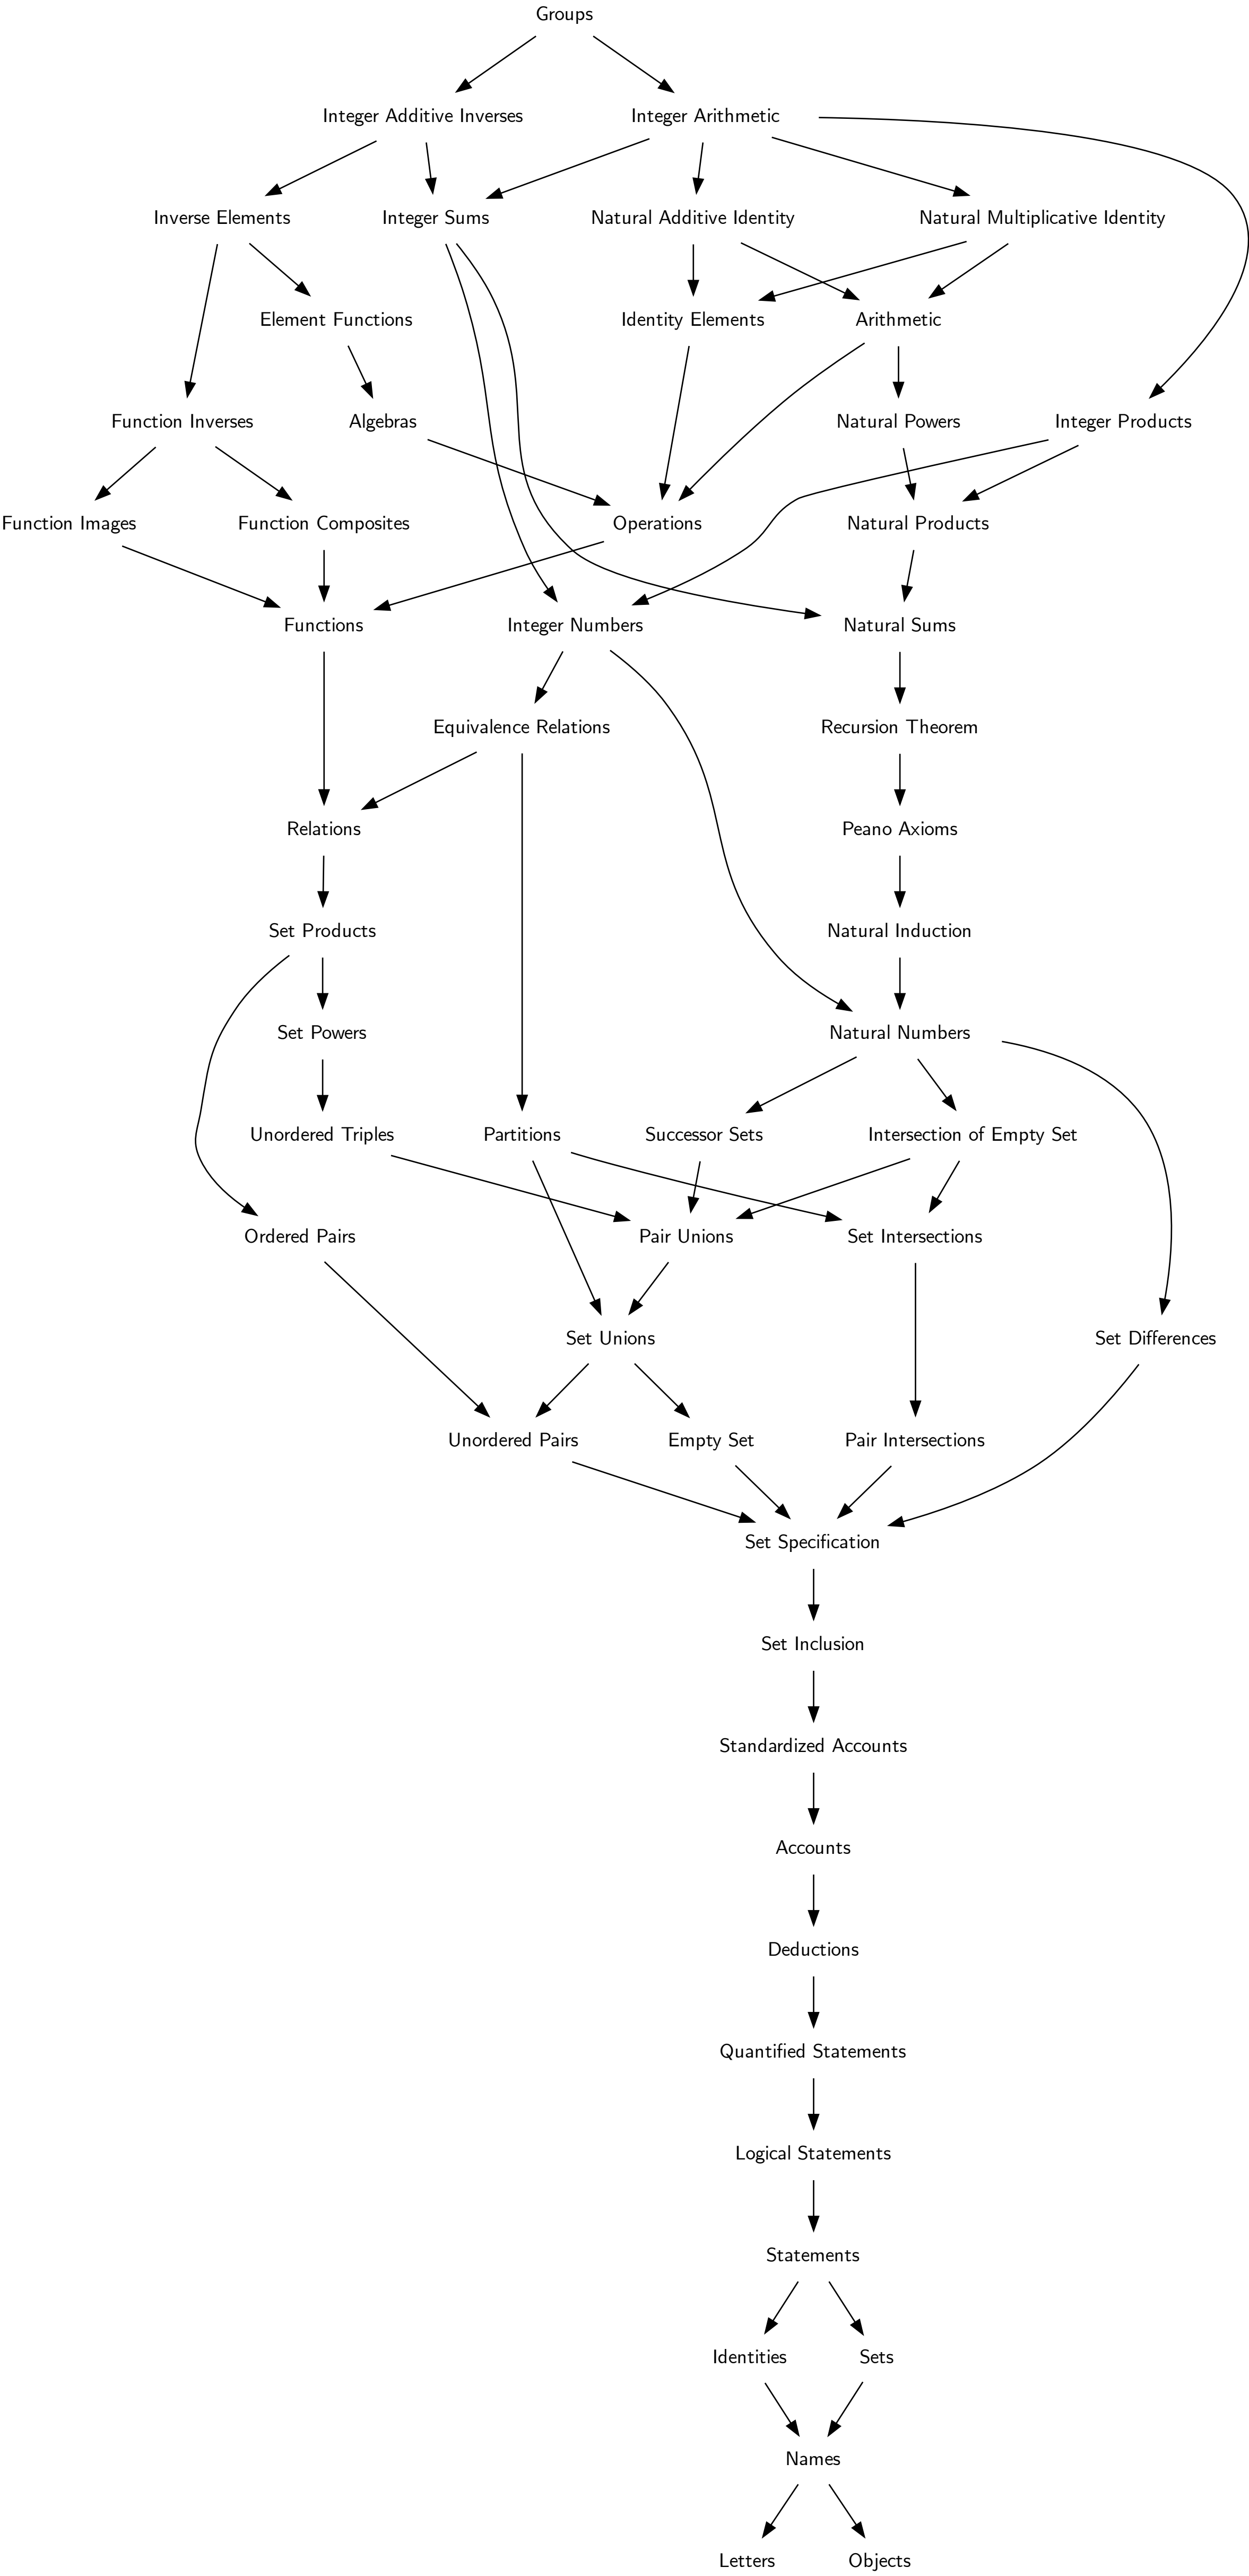 Groups
Integer Additive Inverses
Integer Arithmetic
Inverse Elements
Integer Sums
Natural Additive Identity
Natural Multiplicative Identity
Element Functions
Identity Elements
Arithmetic
Function Inverses
Algebras
Natural Powers
Integer Products
Function Images
Function Composites
Operations
Natural Products
Functions
Integer Numbers
Natural Sums
Equivalence Relations
Recursion Theorem
Relations
Peano Axioms
Set Products
Natural Induction
Set Powers
Natural Numbers
Unordered Triples
Partitions
Successor Sets
Intersection of Empty Set
Ordered Pairs
Pair Unions
Set Intersections
Set Unions
Set Differences
Unordered Pairs
Empty Set
Pair Intersections
Set Specification
Set Inclusion
Standardized Accounts
Accounts
Deductions
Quantified Statements
Logical Statements
Statements
Identities
Sets
Names
Letters
Objects